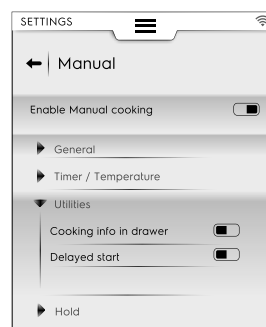 SETTINGS
Manual
Enable Manual cooking
General
Timer / Temperature
Utilities
Cooking info in drawer
Delayed start
Hold